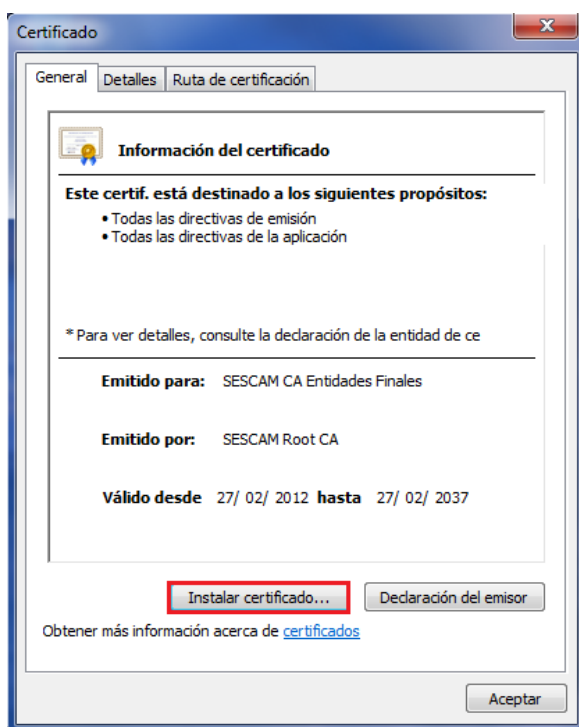 Certificado
General Detalles Ruta de certificación
Información del certificado
Este certif. está destinado a los siguientes propósitos:
• Todas las directivas de emisión
• Todas las directivas de la aplicación
* Para ver detalles, consulte la declaración de la entidad de ce
Emitido para: SESCAM CA Entidades Finales
Emitido por: SESCAM Root CA
Válido desde 27/ 02/ 2012 hasta 27/ 02/ 2037
Instalar certificado... Declaración del emisor
Obtener más información acerca de certificados
Aceptar